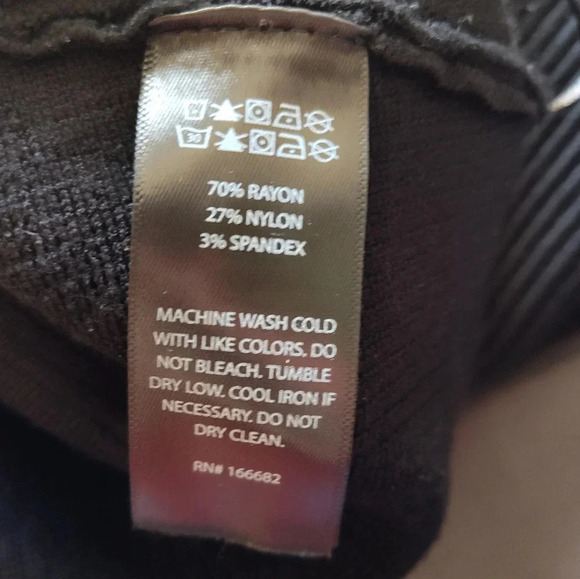 30
70% RAYON
27% NYLON
3% SPANDEX
MACHINE WASH COLD
WITH LIKE COLORS. DO
NOT BLEACH. TUMBLE
DRY LOW. COOL IRON IF
NECESSARY. DO NOT
DRY CLEAN.
RN# 166682